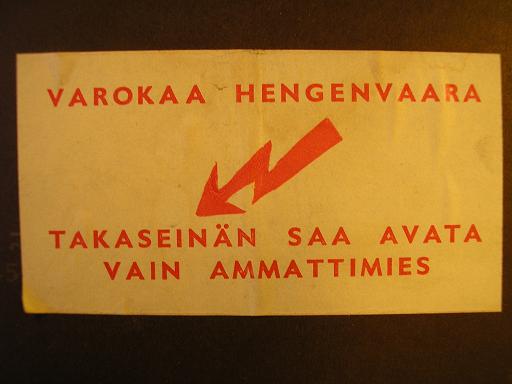 VAROKAA HENGENVAARA
TAKASEINÄN SAA AVATA
VAIN AMMATTIMIES